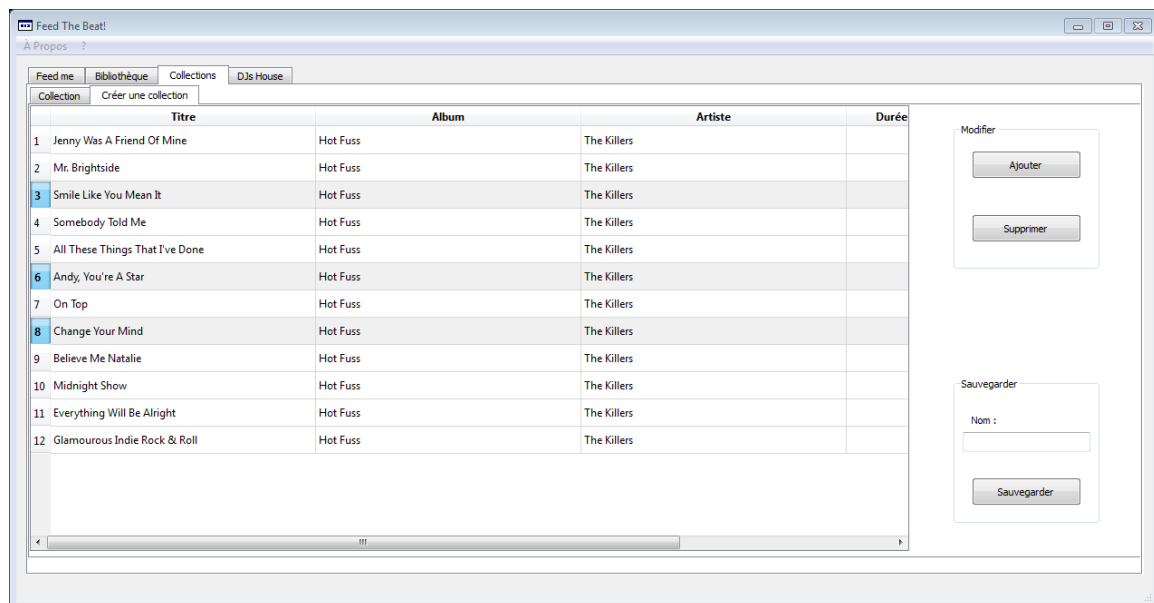 Feed The Beat!
À Propos ?
Feed me Bibliothèque Collections DJs House
Collection Créer une collection
Titre Album Artiste Durée
1 Jenny Was A Friend Of Mine Hot Fuss The Killers
2 Mr. Brightside Hot Fuss The Killers
3 Smile Like You Mean It Hot Fuss The Killers
4 Somebody Told Me Hot Fuss The Killers
5 All These Things That I've Done Hot Fuss The Killers
6 Andy, You're A Star Hot Fuss The Killers
7 On Top Hot Fuss The Killers
8 Change Your Mind Hot Fuss The Killers
9 Believe Me Natalie Hot Fuss The Killers
10 Midnight Show Hot Fuss The Killers
11 Everything Will Be Alright Hot Fuss The Killers
12 Glamourous Indie Rock & Roll Hot Fuss The Killers
Modifier
Ajouter
Supprimer
Sauvegarder
Nom :
Sauvegarder